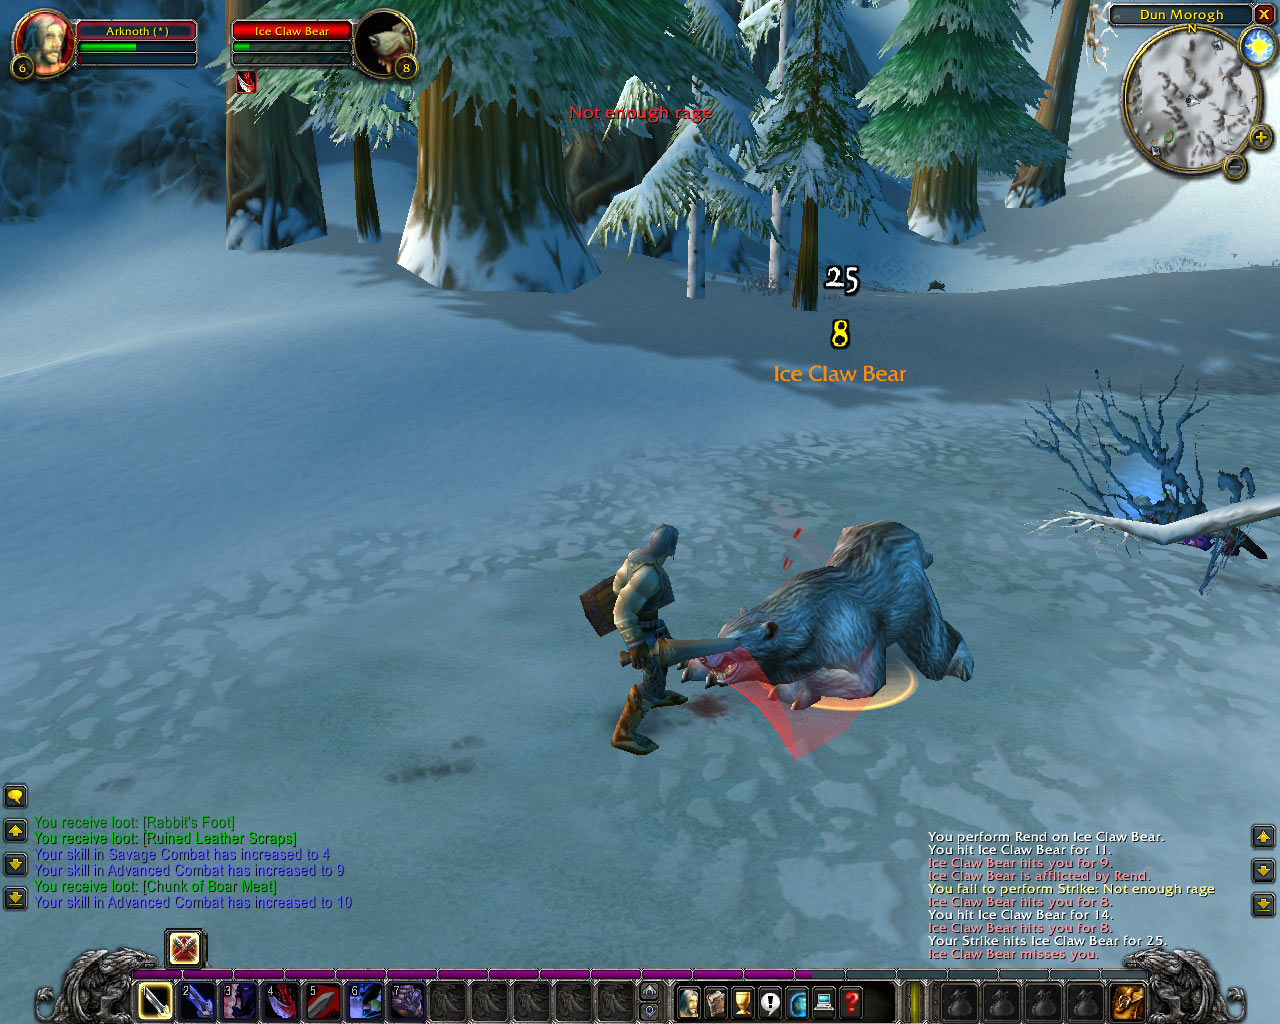 Arknoth (*)
6
Ice Claw Bear
8
Dun Morogh
N
Not enough rage
25
8
Ice Claw Bear
You receive loot: [Rabbit's Foot]
You receive loot: [Ruined Leather Scraps]
Your skill in Savage Combat has increased to 4
Your skill in Advanced Combat has increased to 9
You receive loot: [Chunk of Boar Meat]
Your skill in Advanced Combat has increased to 10
You perform Rend on Ice Claw Bear.
You hit Ice Claw Bear for 11.
Ice Claw Bear hits you for 9.
Ice Claw Bear is afflicted by Rend.
You fail to perform Strike: Not enough rage
Ice Claw Bear hits you for 8.
You hit Ice Claw Bear for 14.
Ice Claw Bear hits you for 8.
Your Strike hits Ice Claw Bear for 25.
Ice Claw Bear misses you.
2 3 4 5 6 7